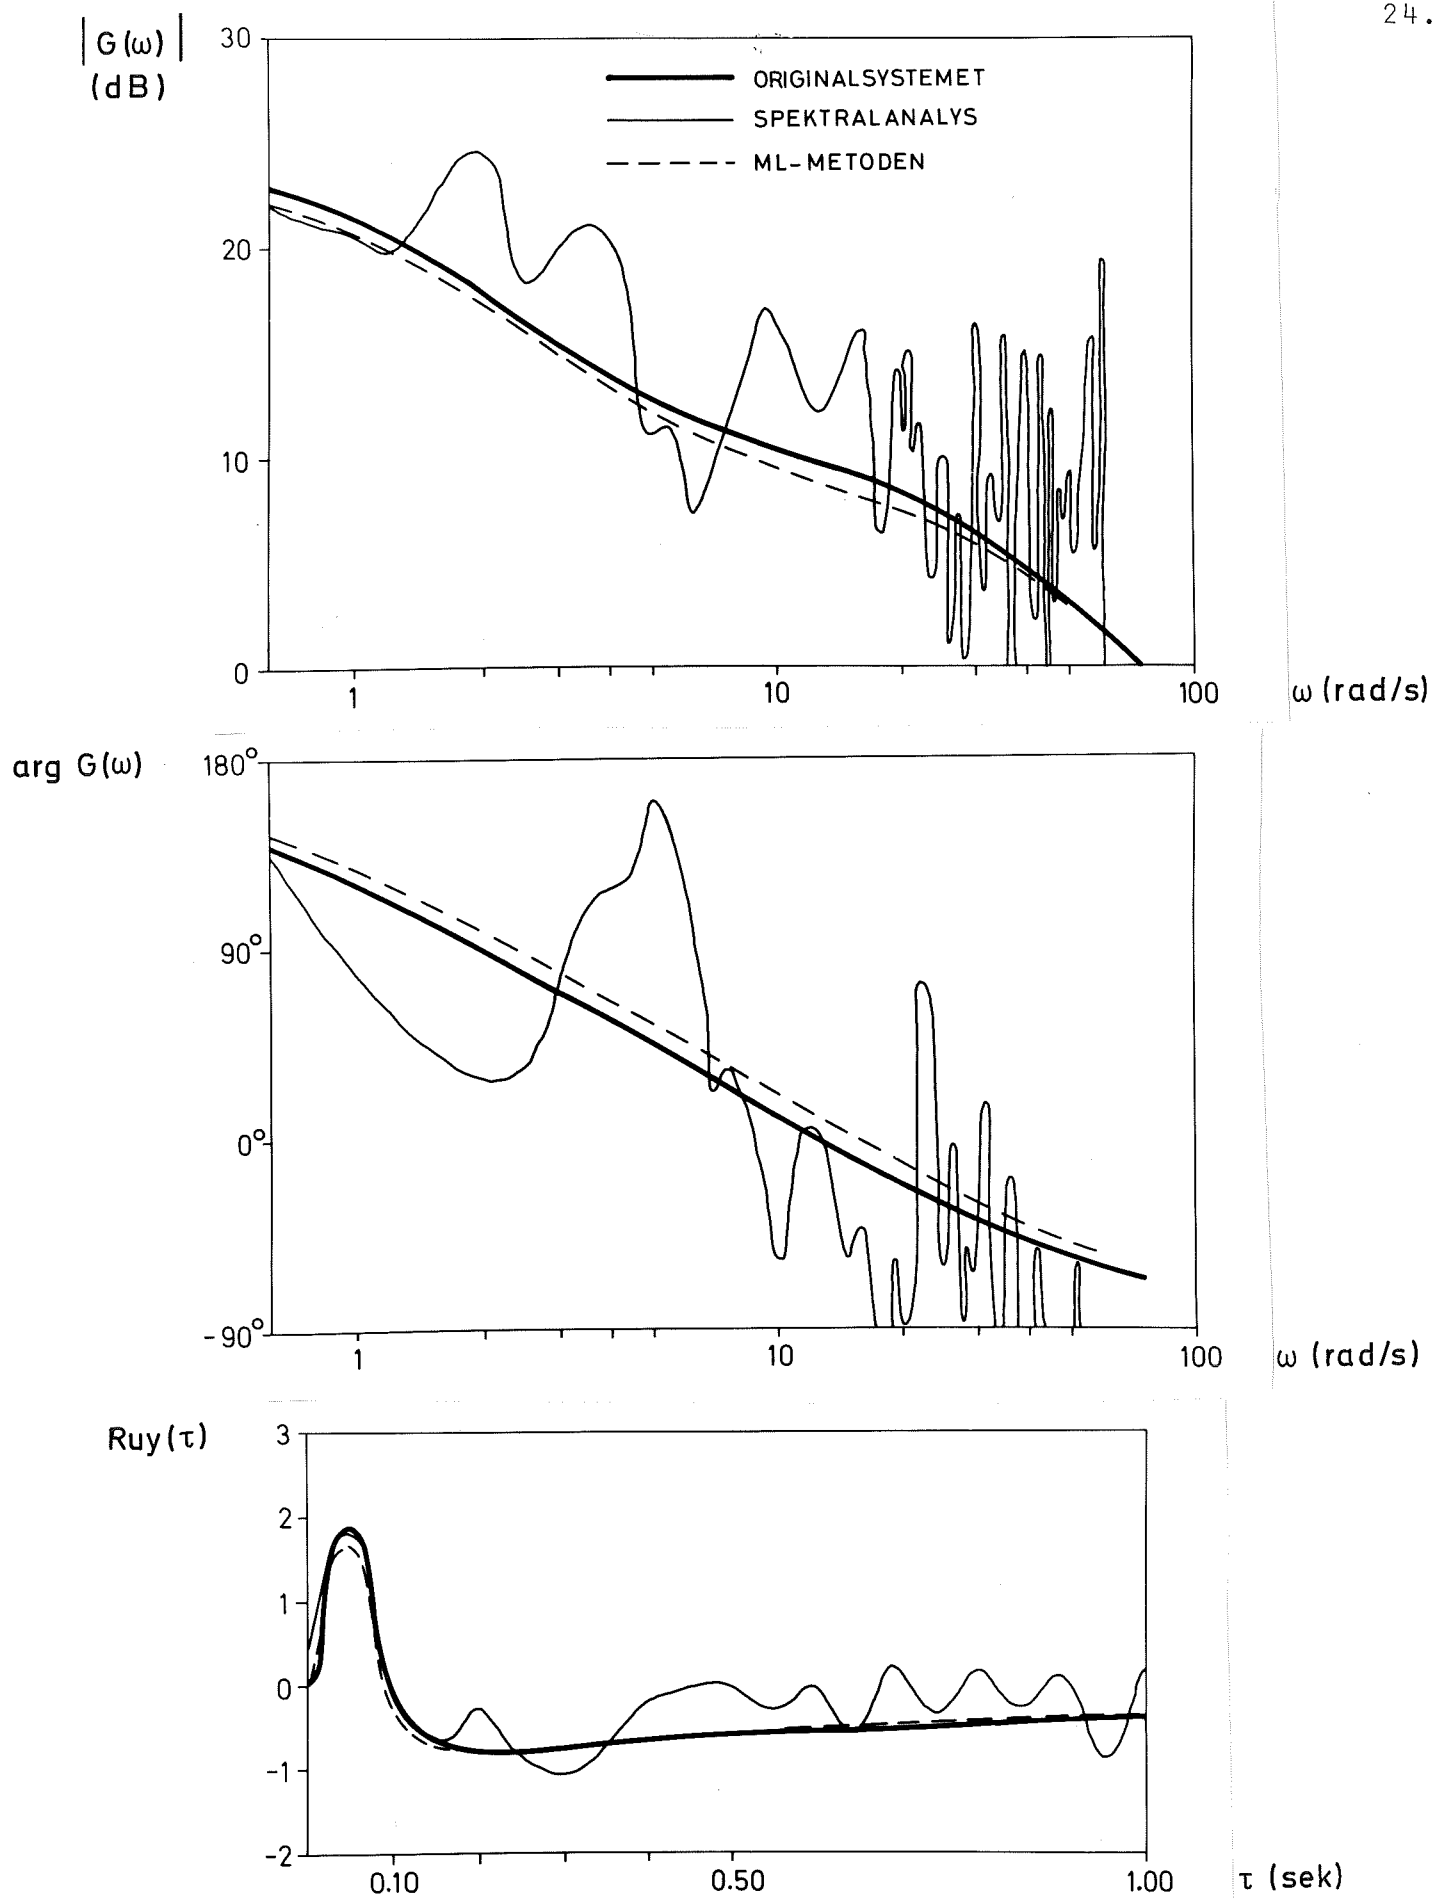 24.
|G(ω)|
(dB)
30
20
10
0
ORIGINALSYSTEMET
SPEKTRALANALYS
ML-METODEN
1
10
100
ω (rad/s)
arg G(ω)
180°
90°
0°
-90°
1
10
100
ω (rad/s)
Ruy(τ)
3
2
1
0
-1
-2
0.10
0.50
1.00
τ (sek)